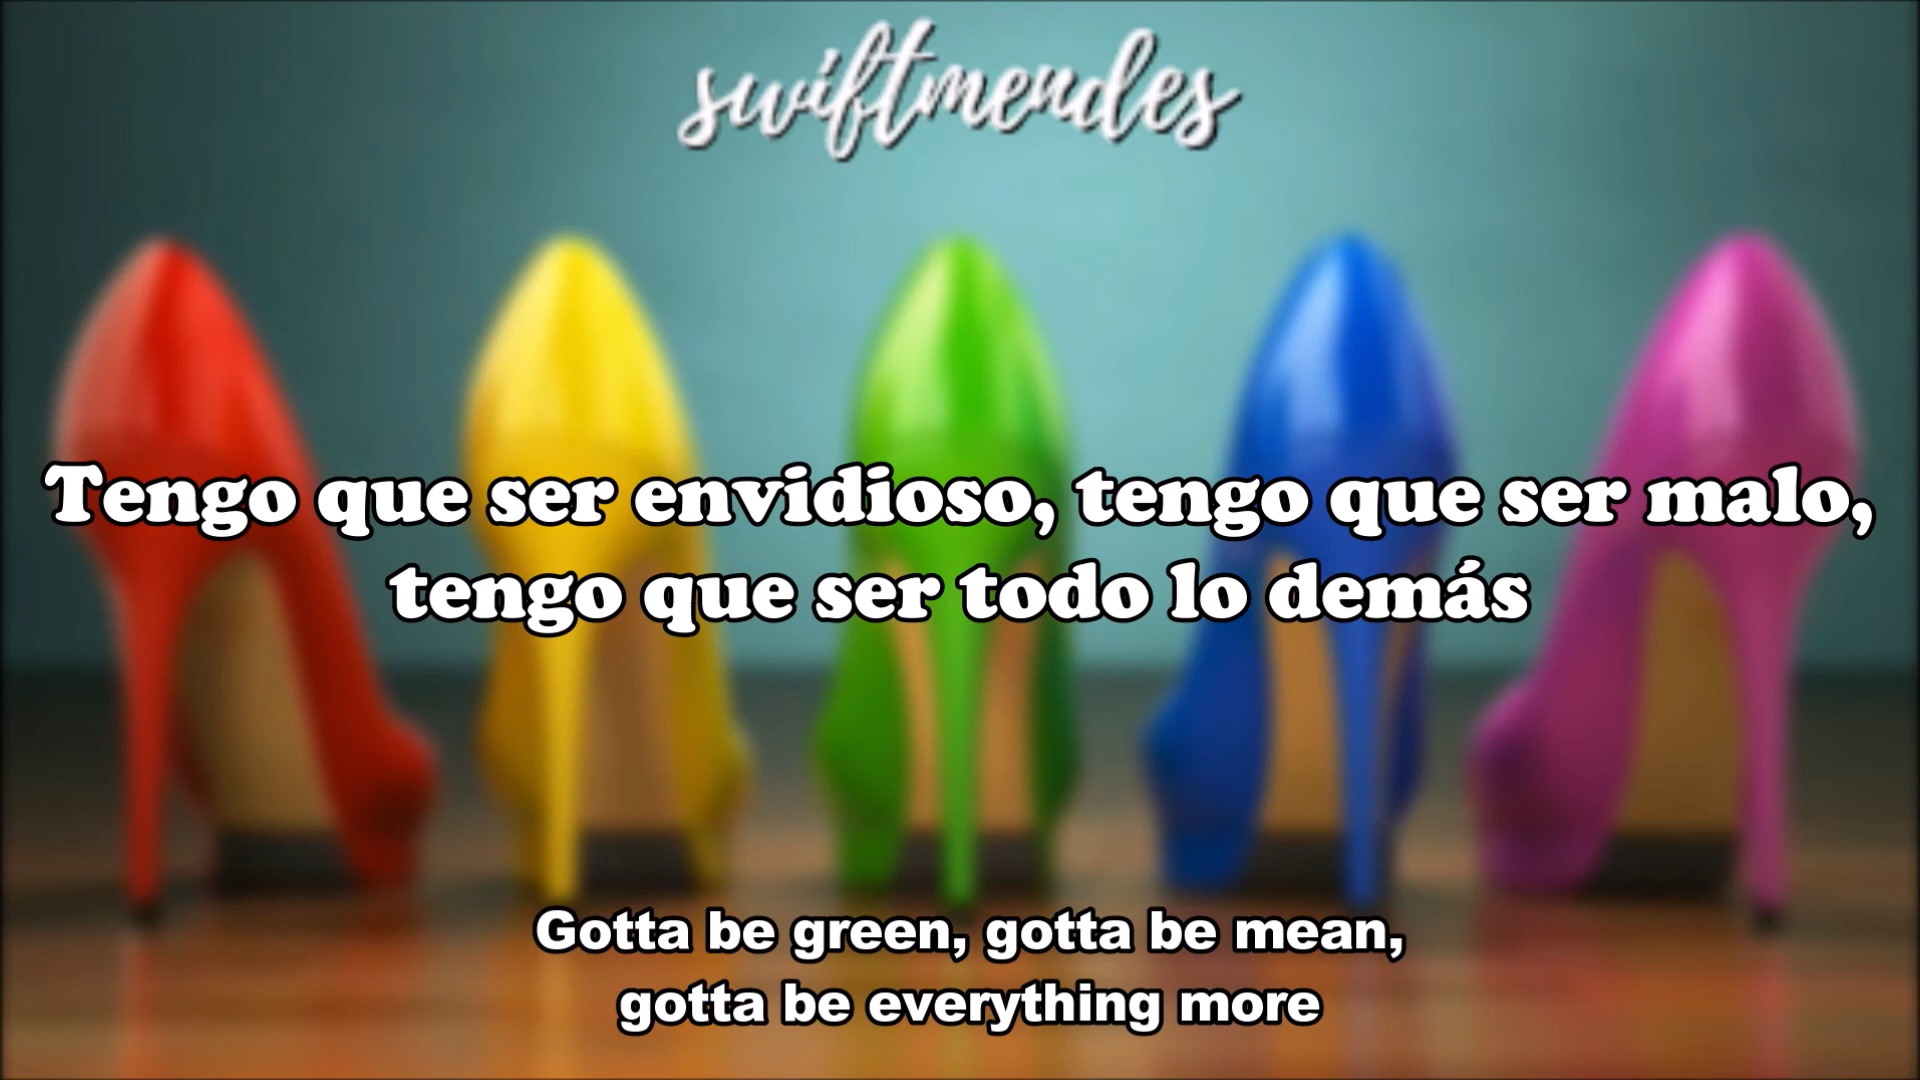 swiftmendes
Tengo que ser envidioso, tengo que ser malo,
tengo que ser todo lo demás
Gotta be green, gotta be mean,
gotta be everything more